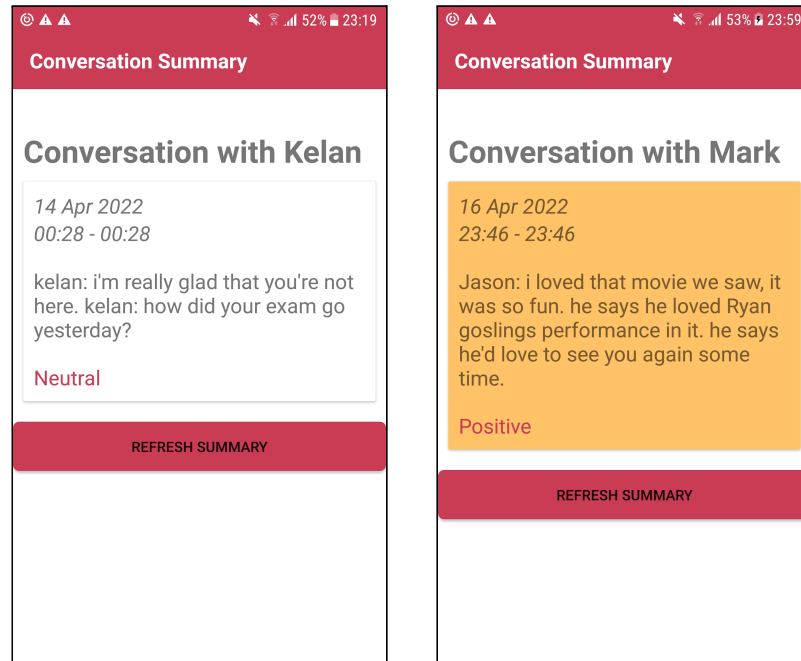 52% 23:19
Conversation Summary
Conversation with Kelan
14 Apr 2022
00:28 - 00:28
kelan: i'm really glad that you're not
here. kelan: how did your exam go
yesterday?
Neutral
REFRESH SUMMARY
53% 23:59
Conversation Summary
Conversation with Mark
16 Apr 2022
23:46 - 23:46
Jason: i loved that movie we saw, it
was so fun. he says he loved Ryan
goslings performance in it. he says
he'd love to see you again some
time.
Positive
REFRESH SUMMARY